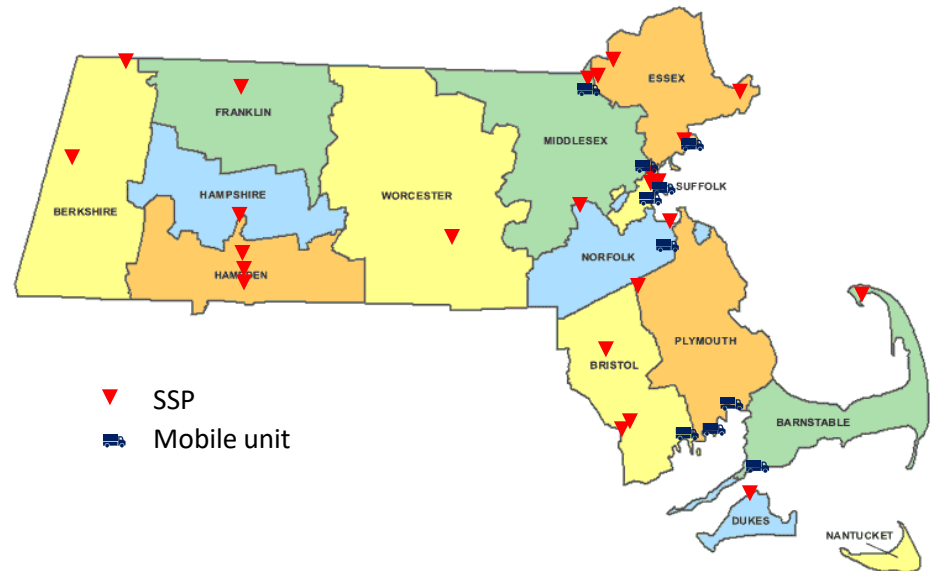 ESSEX
FRANKLIN
MIDDLESEX
HAMPSHIRE
WORCESTER
SUFFOLK
BERKSHIRE
NORFOLK
HAMPDEN
PLYMOUTH
BRISTOL
SSP
BARNSTABLE
Mobile unit
DUKES
NANTUCKET